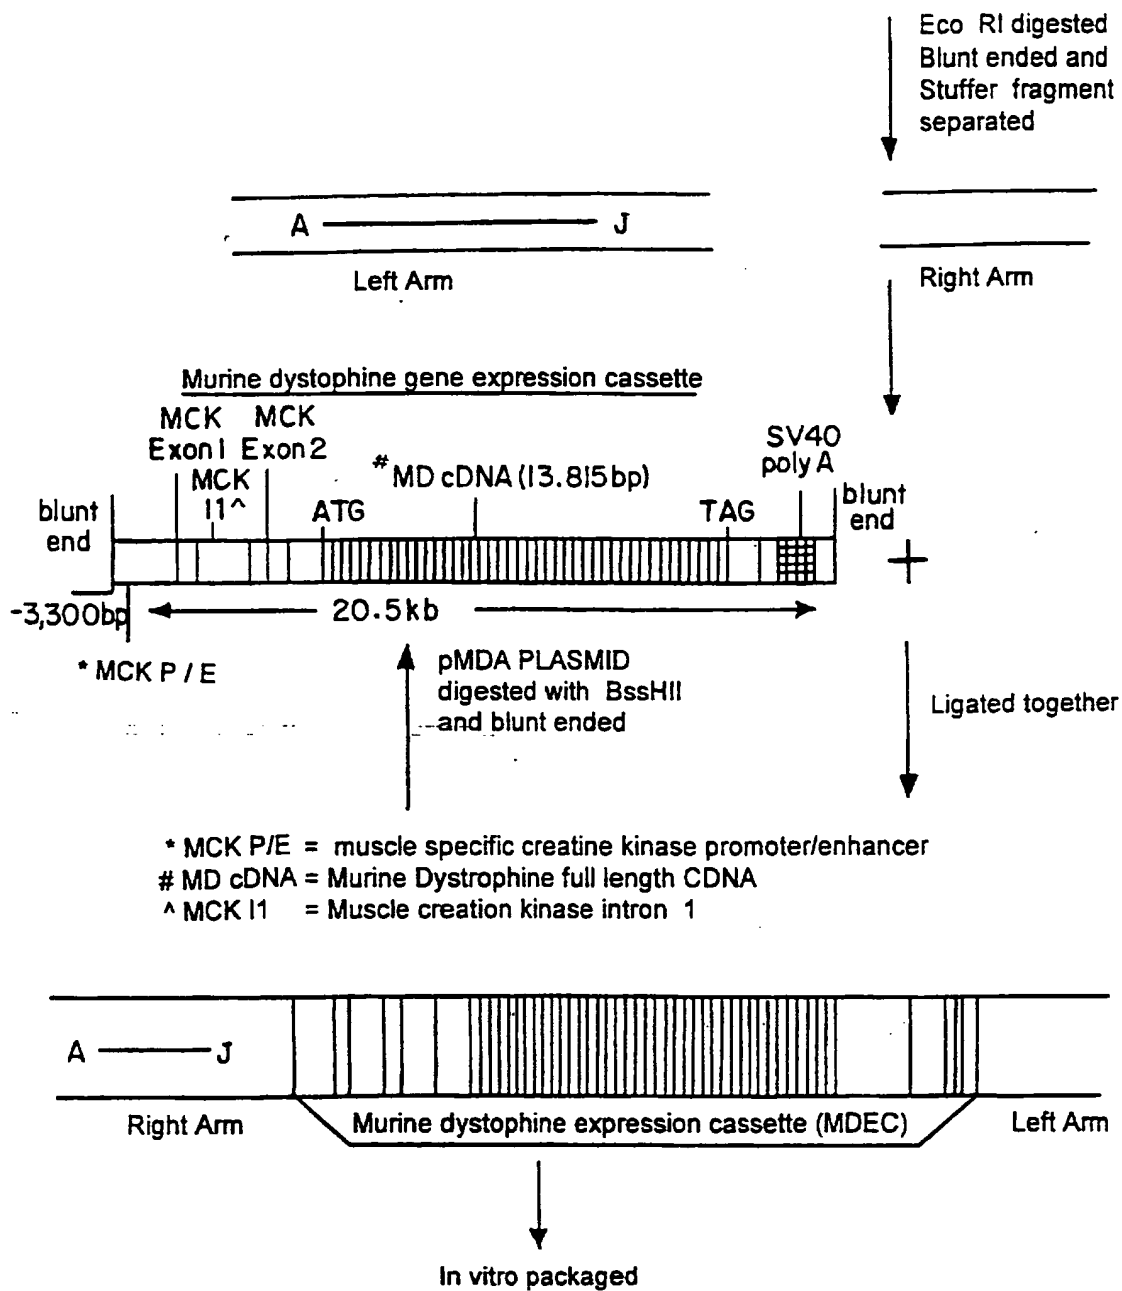 Eco RI digested
Blunt ended and
Stuffer fragment
separated
A J
Left Arm
Right Arm
Murine dystophine gene expression cassette
MCK MCK
Exon1 Exon2
MCK
I1^
SV40
poly A
#MD cDNA (13.815bp)
blunt
end
ATG
TAG
blunt
end
+
-3,300bp
20.5kb
* MCK P / E
pMDA PLASMID
digested with BssHII
and blunt ended
Ligated together
* MCK P/E = muscle specific creatine kinase promoter/enhancer
# MD cDNA = Murine Dystrophine full length CDNA
^ MCK I1 = Muscle creation kinase intron 1
A J
Right Arm
Murine dystophine expression cassette (MDEC)
Left Arm
In vitro packaged